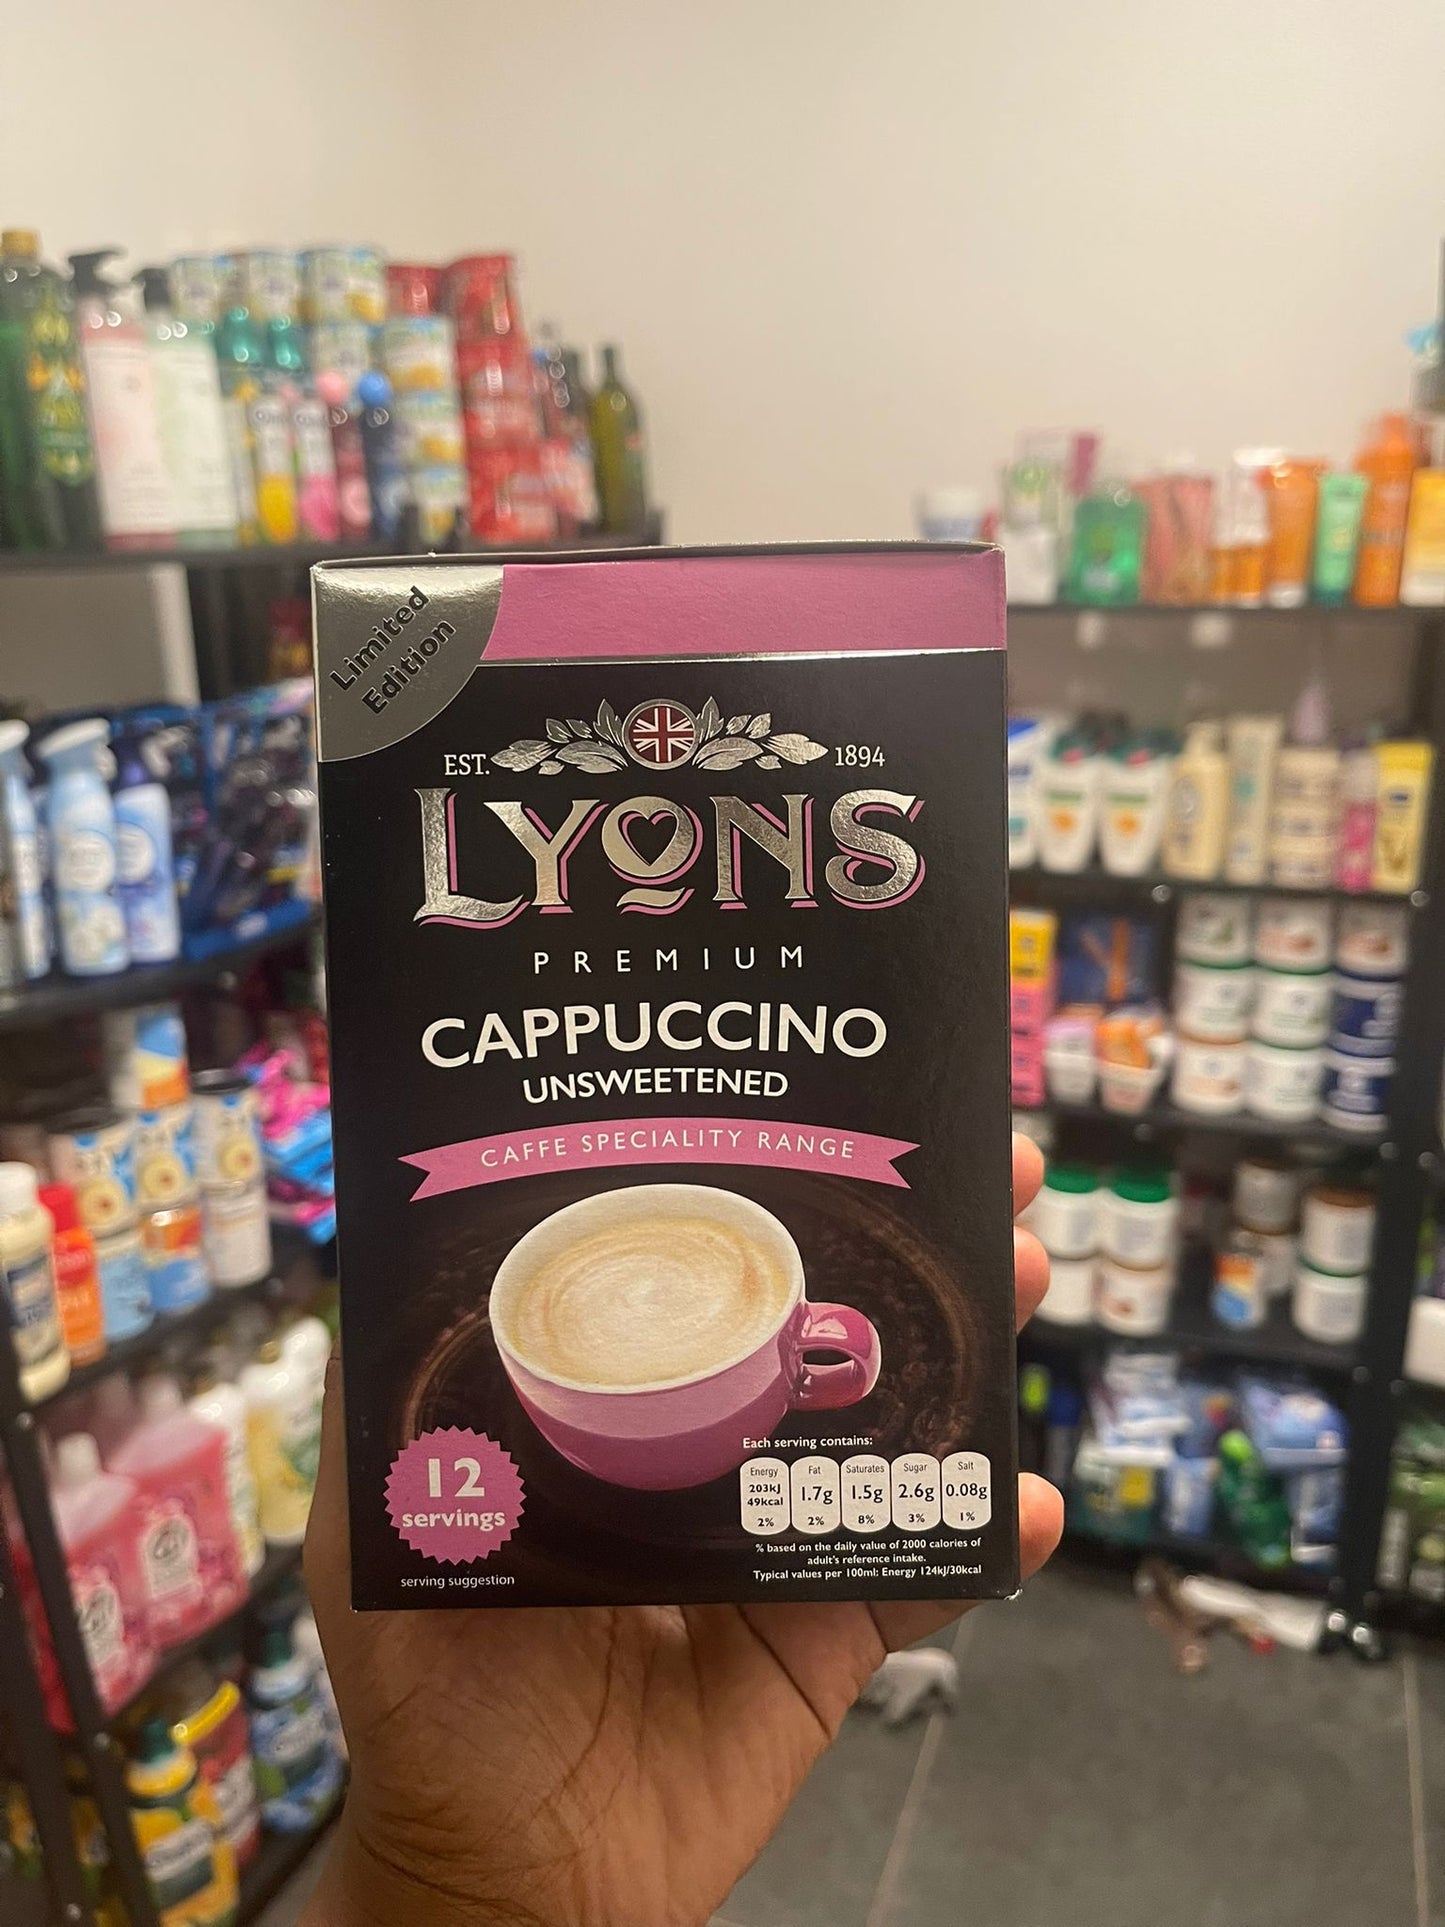 Limited
Edition
EST.
1894
LYONS
PREMIUM
CAPPUCCINO
UNSWEETENED
CAFFE SPECIALITY RANGE
12
servings
serving suggestion
Each serving contains:
Energy Fat Saturates Sugar Salt
203kJ
49kcal 1.7g 1.5g 2.6g 0.08g
2% 2% 8% 3% 1%
% based on the daily value of 2000 calories of
adult's reference intake.
Typical values per 100ml: Energy 124kJ/30kcal